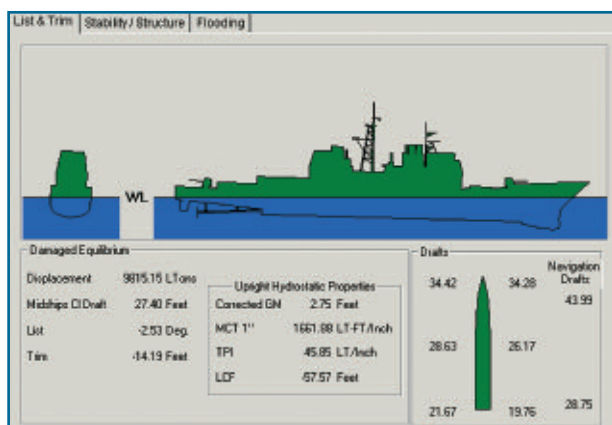 List & Trim Stability / Structure Flooding
WL
Damaged Equilibrium
Displacement 9815.15 LTons
Midships Cl Draft 27.40 Feet
List -2.53 Deg.
Trim -14.19 Feet
Upright Hydrostatic Properties
Corrected GM 2.75 Feet
MCT 1" 1661.88 LT-FT/Inch
TPI 45.85 LT/Inch
LCF -57.57 Feet
Drafts
Navigation
Drafts
34.42 34.28 43.99
28.63 26.17
21.67 19.76 28.75